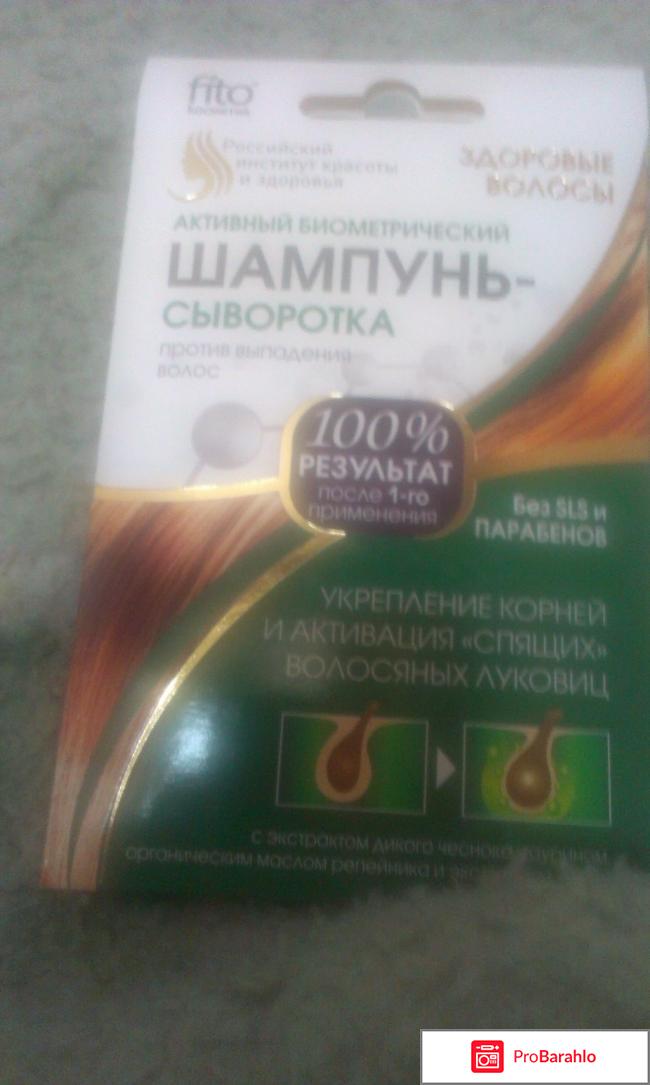 fito
косметик
Российский
институт красоты
и здоровья
ЗДОРОВЫЕ
ВОЛОСЫ
АКТИВНЫЙ БИОМЕТРИЧЕСКИЙ
ШАМПУНЬ-
СЫВОРОТКА
против выпадения
волос
100%
РЕЗУЛЬТАТ
после 1-го
применения
Без SLS и
ПАРАБЕНОВ
УКРЕПЛЕНИЕ КОРНЕЙ
И АКТИВАЦИЯ «СПЯЩИХ»
ВОЛОСЯНЫХ ЛУКОВИЦ
с экстрактом дикого чеснока
органическим маслом репейника и
ProBarahlo